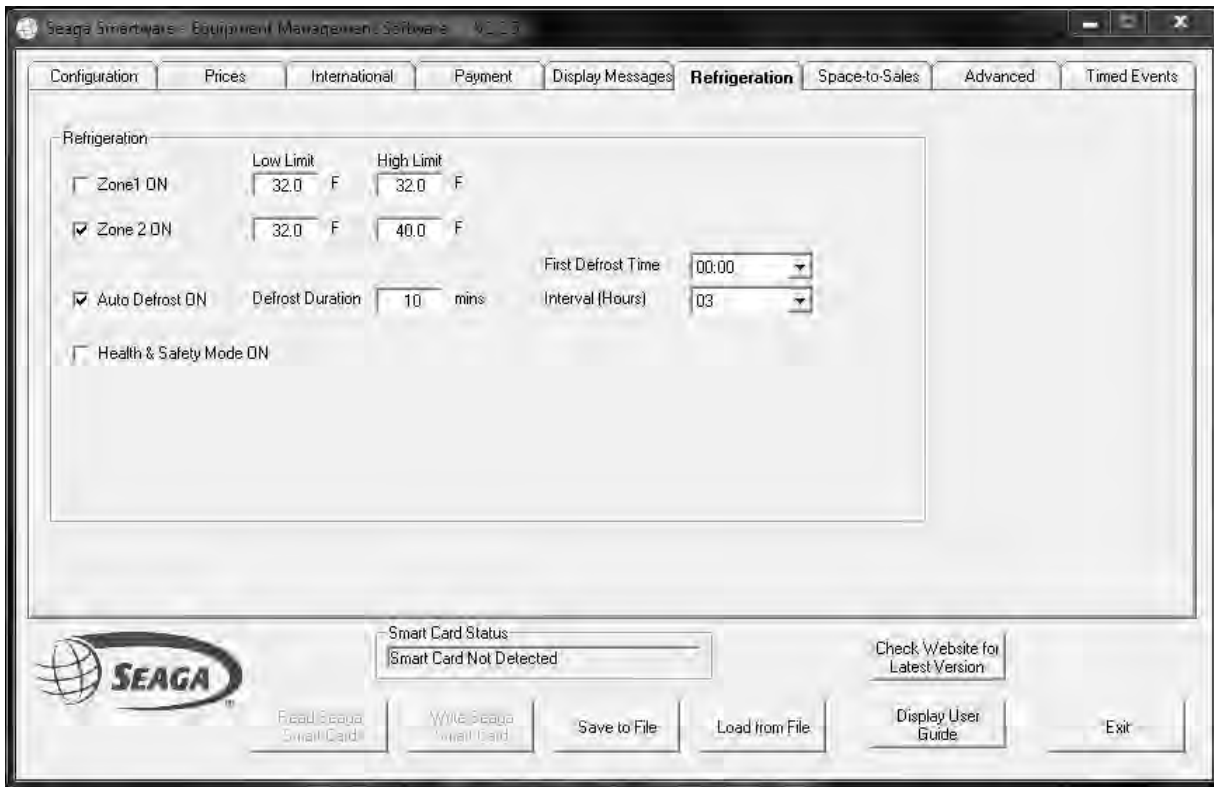 Seaga Smartware - Equipment Management Software
Configuration Prices International Payment Display Messages Refrigeration Space-to-Sales Advanced Timed Events
Refrigeration
Low Limit High Limit
Zone1 ON 32.0 F 32.0 F
Zone 2 ON 32.0 F 40.0 F
First Defrost Time 00:00
Auto Defrost ON Defrost Duration 10 mins Interval (Hours) 03
Health & Safety Mode ON
Smart Card Status
Smart Card Not Detected
Check Website for
Latest Version
SEAGA
Read Seaga
Smart Card
Write Seaga
Smart Card
Save to File
Load from File
Display User
Guide
Exit